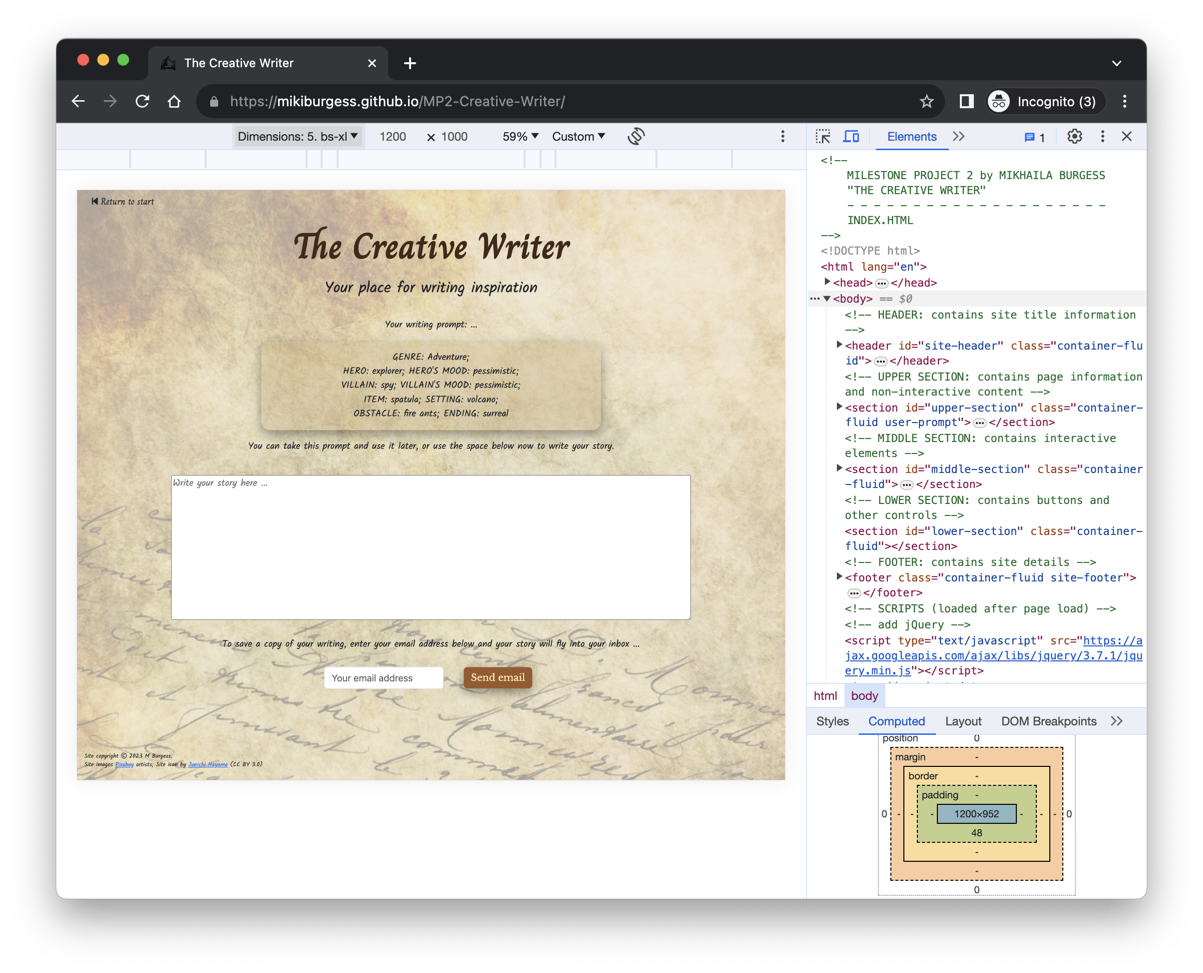 The Creative Writer
https://mikiburgess.github.io/MP2-Creative-Writer/
Incognito (3)
Dimensions: 5. bs-xl ▼ 1200 × 1000 59% ▼ Custom ▼
Elements
1
Return to start
The Creative Writer
Your place for writing inspiration
Your writing prompt: ...
GENRE: Adventure;
HERO: explorer; HERO'S MOOD: pessimistic;
VILLAIN: spy; VILLAIN'S MOOD: pessimistic;
ITEM: spatula; SETTING: volcano;
OBSTACLE: fire ants; ENDING: surreal
You can take this prompt and use it later, or use the space below now to write your story.
Write your story here ...
To save a copy of your writing, enter your email address below and your story will fly into your inbox ...
Your email address
Send email
Site copyright © 2023 M Burgess;
Site images Pixabay artists; Site icon by Junichi Hayama (CC BY 3.0)
<!--
MILESTONE PROJECT 2 by MIKHAILA BURGESS
"THE CREATIVE WRITER"
- - - - - - - - - - - - - - - - - - - -
INDEX.HTML
-->
<!DOCTYPE html>
<html lang="en">
<head> ... </head>
<body> == $0
<!-- HEADER: contains site title information
-->
<header id="site-header" class="container-flu
id"> ... </header>
<!-- UPPER SECTION: contains page information
and non-interactive content -->
<section id="upper-section" class="container-
fluid user-prompt"> ... </section>
<!-- MIDDLE SECTION: contains interactive
elements -->
<section id="middle-section" class="container
-fluid"> ... </section>
<!-- LOWER SECTION: contains buttons and
other controls -->
<section id="lower-section" class="container-
fluid"></section>
<!-- FOOTER: contains site details -->
<footer class="container-fluid site-footer">
... </footer>
<!-- SCRIPTS (loaded after page load) -->
<!-- add jQuery -->
<script type="text/javascript" src="https://a
jax.googleapis.com/ajax/libs/jquery/3.7.1/jqu
ery.min.js"></script>
html body
Styles Computed Layout DOM Breakpoints
position 0
margin -
border -
padding -
0 - - - 1200×952 - - - 0
48
-
-
0